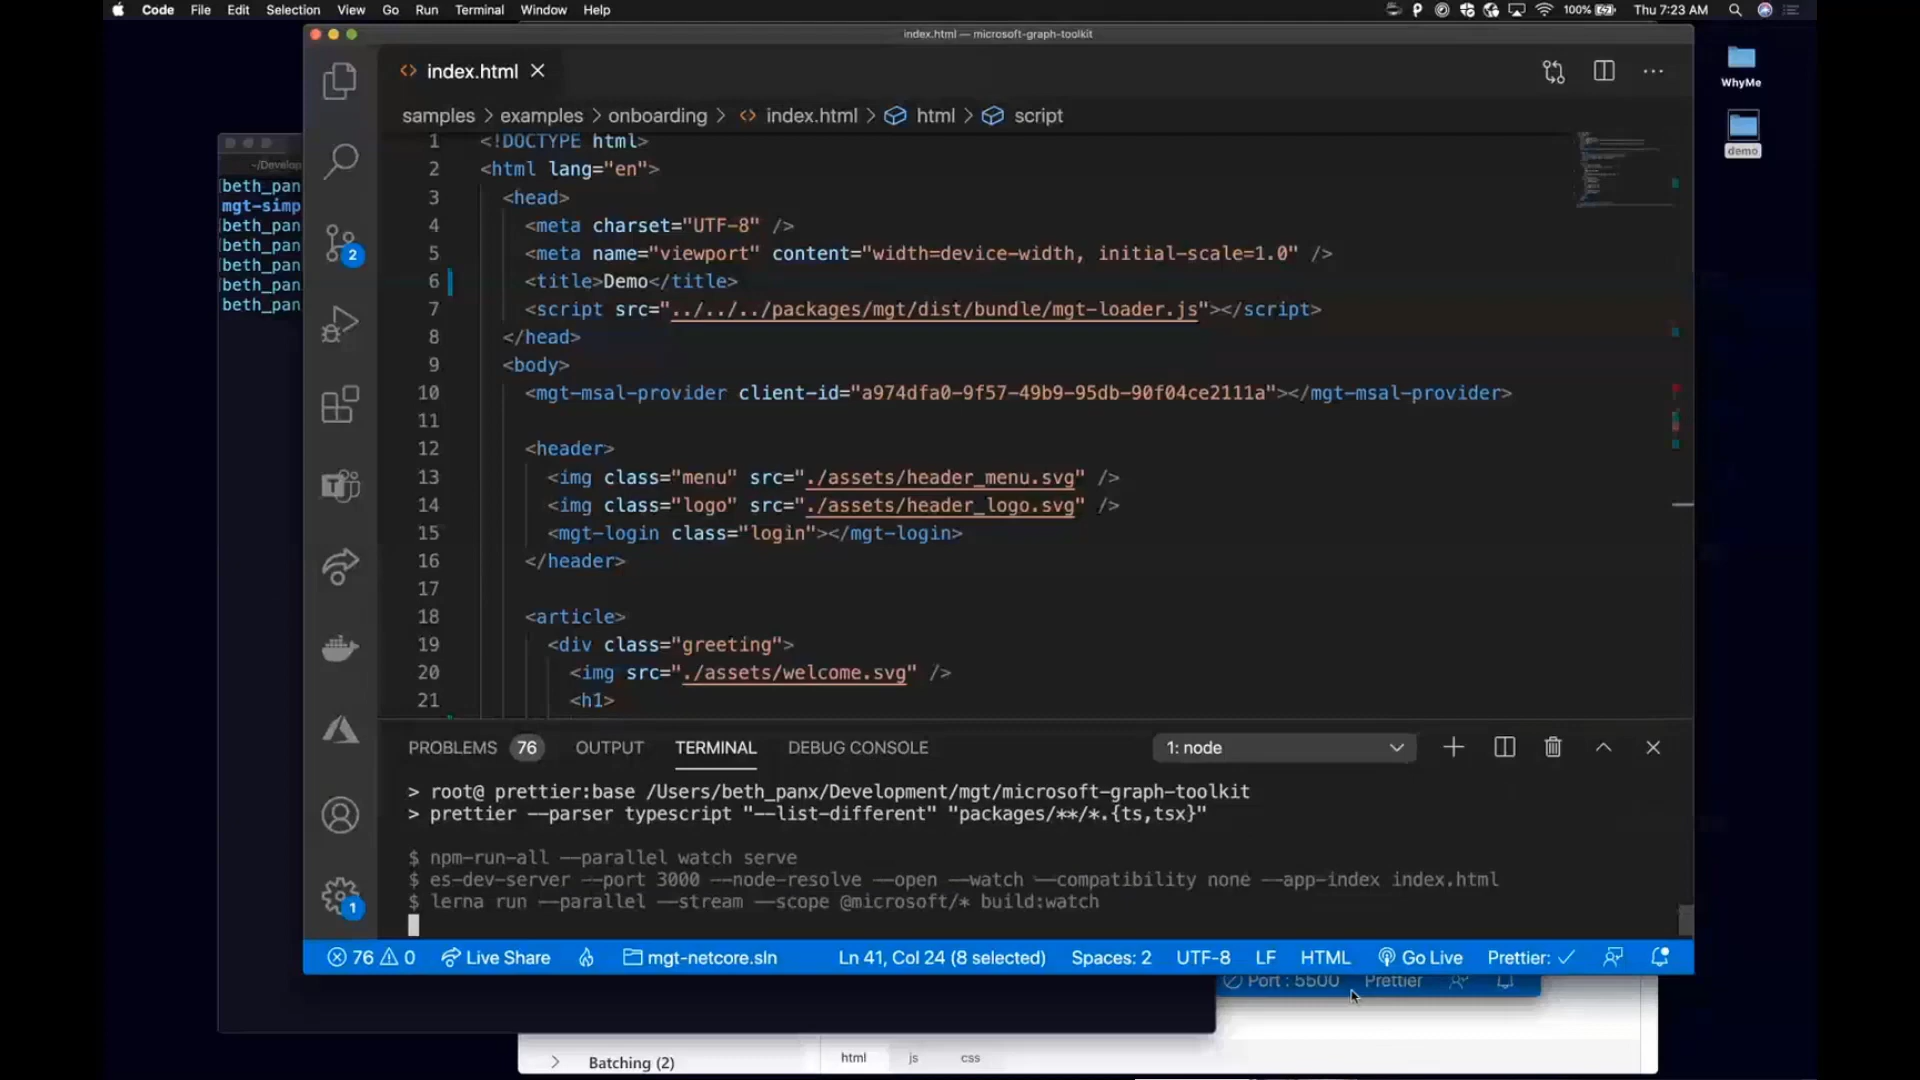 Code File Edit Selection View Go Run Terminal Window Help
100% Thu 7:23 AM
index.html — microsoft-graph-toolkit
index.html
WhyMe
demo
samples > examples > onboarding > index.html > html > script
~/Develop
beth_pan
mgt-simp
beth_pan
beth_pan
beth_pan
beth_pan
beth_pan
1 <!DOCTYPE html>
2 <html lang="en">
3 <head>
4 <meta charset="UTF-8" />
5 <meta name="viewport" content="width=device-width, initial-scale=1.0" />
6 <title>Demo</title>
7 <script src="../../../packages/mgt/dist/bundle/mgt-loader.js"></script>
8 </head>
9 <body>
10 <mgt-msal-provider client-id="a974dfa0-9f57-49b9-95db-90f04ce2111a"></mgt-msal-provider>
11
12 <header>
13 <img class="menu" src="./assets/header_menu.svg" />
14 <img class="logo" src="./assets/header_logo.svg" />
15 <mgt-login class="login"></mgt-login>
16 </header>
17
18 <article>
19 <div class="greeting">
20 <img src="./assets/welcome.svg" />
21 <h1>
2
1
PROBLEMS 76 OUTPUT TERMINAL DEBUG CONSOLE 1: node
> root@ prettier:base /Users/beth_panx/Development/mgt/microsoft-graph-toolkit
> prettier --parser typescript "--list-different" "packages/**/*.{ts,tsx}"
$ npm-run-all --parallel watch serve
$ es-dev-server --port 3000 --node-resolve --open --watch --compatibility none --app-index index.html
$ lerna run --parallel --stream --scope @microsoft/* build:watch
76 0 Live Share mgt-netcore.sln Ln 41, Col 24 (8 selected) Spaces: 2 UTF-8 LF HTML Go Live Prettier: ✓
Port : 5500 Prettier
Batching (2) html js css